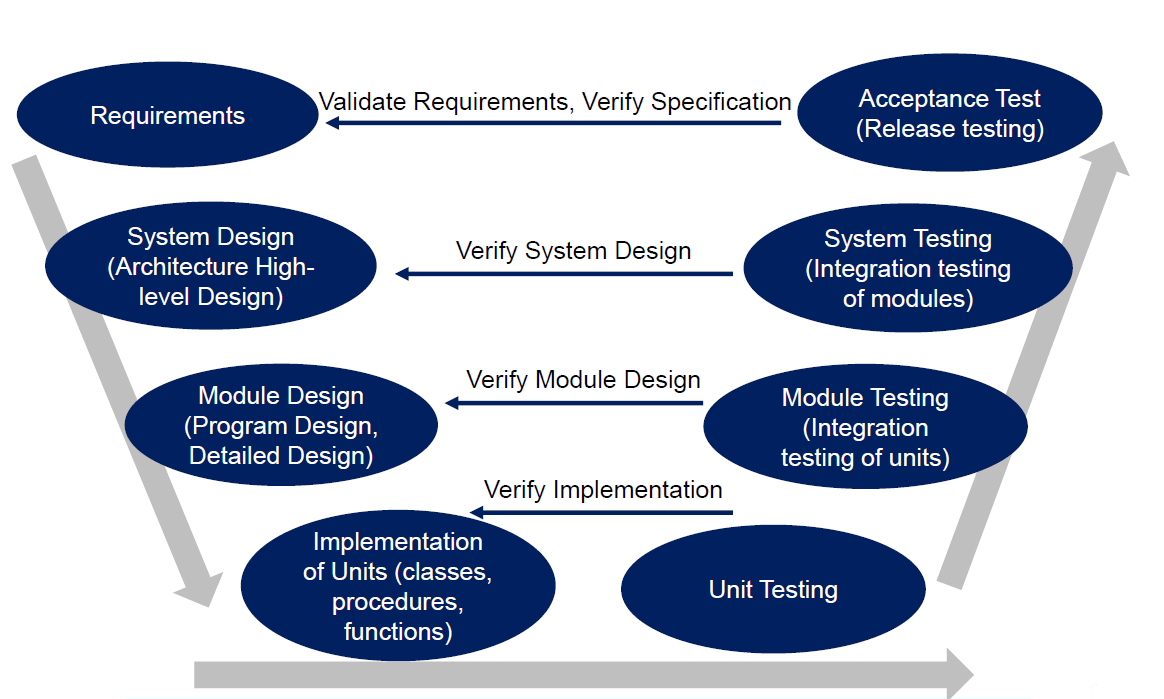 Requirements
Validate Requirements, Verify Specification
Acceptance Test
(Release testing)
System Design
(Architecture High-
level Design)
Verify System Design
System Testing
(Integration testing
of modules)
Module Design
(Program Design,
Detailed Design)
Verify Module Design
Module Testing
(Integration
testing of units)
Verify Implementation
Implementation
of Units (classes,
procedures,
functions)
Unit Testing